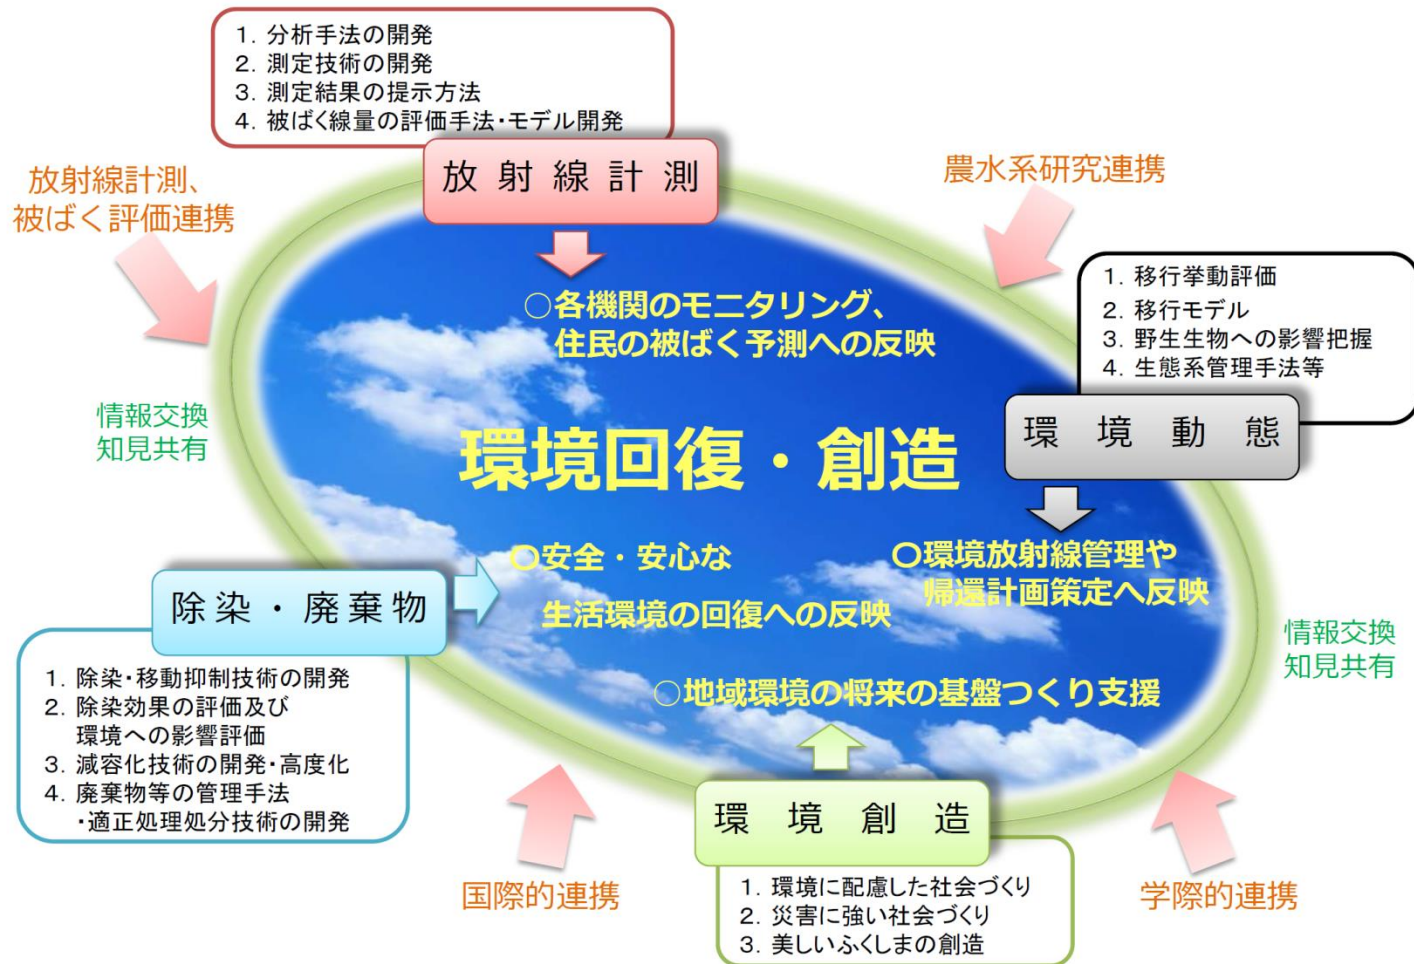 1. 分析手法の開発
2. 測定技術の開発
3. 測定結果の提示方法
4. 被ばく線量の評価手法・モデル開発
放射線計測
放射線計測、
被ばく評価連携
農水系研究連携
○各機関のモニタリング、
住民の被ばく予測への反映
1. 移行挙動評価
2. 移行モデル
3. 野生生物への影響把握
4. 生態系管理手法等
環境動態
情報交換
知見共有
環境回復・創造
○安全・安心な
生活環境の回復への反映
○環境放射線管理や
帰還計画策定へ反映
除染・廃棄物
1. 除染・移動抑制技術の開発
2. 除染効果の評価及び
環境への影響評価
3. 減容化技術の開発・高度化
4. 廃棄物等の管理手法
・適正処理処分技術の開発
情報交換
知見共有
○地域環境の将来の基盤つくり支援
環境創造
1. 環境に配慮した社会づくり
2. 災害に強い社会づくり
3. 美しいふくしまの創造
国際的連携
学際的連携